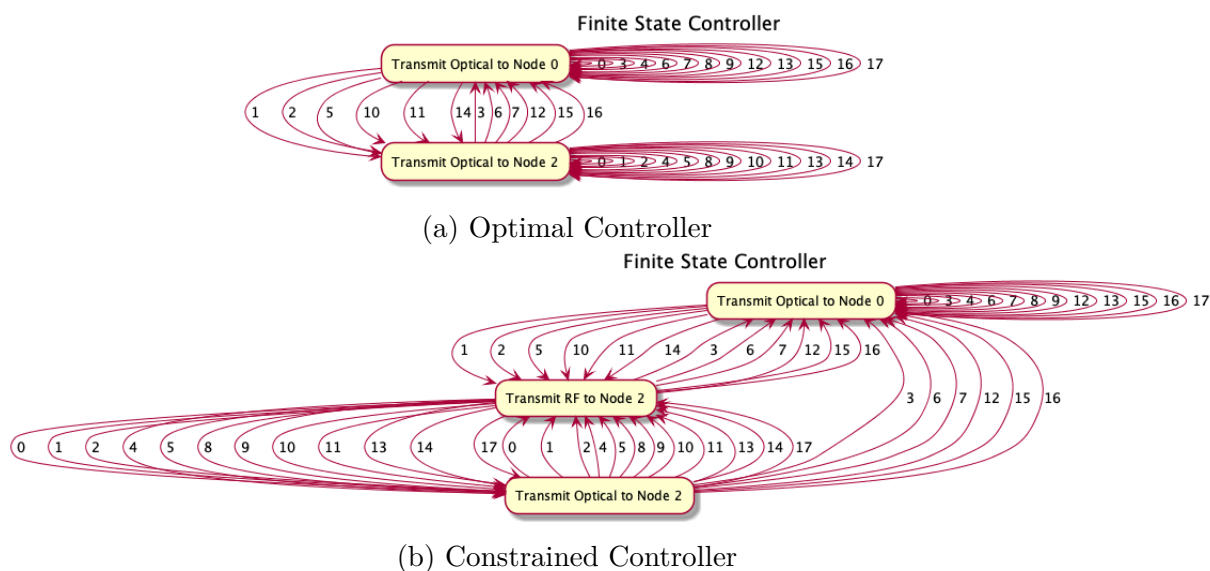 Finite State Controller
Transmit Optical to Node 0
0 3 4 6 7 8 9 12 13 15 16 17
1 2 5 10 11 14 3 6 7 12 15 16
Transmit Optical to Node 2
0 1 2 4 5 8 9 10 11 13 14 17
(a) Optimal Controller
Finite State Controller
Transmit Optical to Node 0
0 3 4 6 7 8 9 12 13 15 16 17
1 2 5 10 11 14 3 6 7 12 15 16
Transmit RF to Node 2
3 6 7 12 15 16
0 1 2 4 5 8 9 10 11 13 14 17 0 1 2 4 5 8 9 10 11 13 14 17
Transmit Optical to Node 2
(b) Constrained Controller